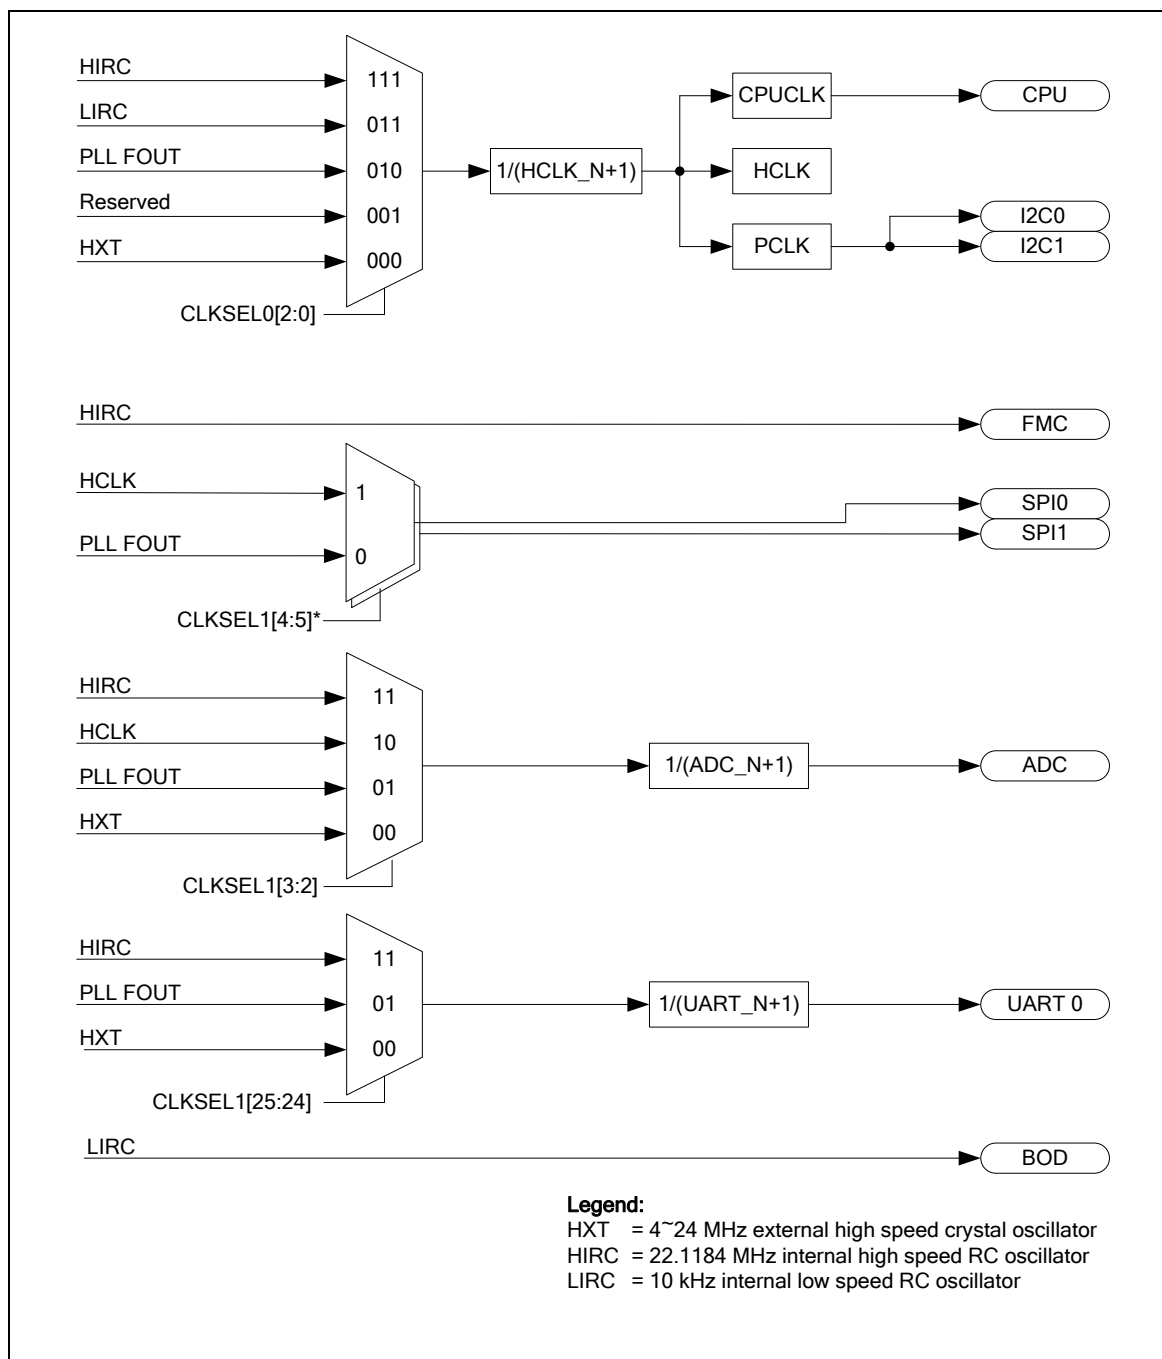 HIRC
111
CPUCLK
CPU
LIRC
011
PLL FOUT
010
1/(HCLK_N+1)
HCLK
Reserved
001
I2C0
HXT
000
PCLK
I2C1
CLKSEL0[2:0]
HIRC
FMC
HCLK
1
SPI0
SPI1
PLL FOUT
0
CLKSEL1[4:5]*
HIRC
11
HCLK
10
PLL FOUT
01
1/(ADC_N+1)
ADC
HXT
00
CLKSEL1[3:2]
HIRC
11
PLL FOUT
01
1/(UART_N+1)
UART 0
HXT
00
CLKSEL1[25:24]
LIRC
BOD
Legend:
HXT = 4~24 MHz external high speed crystal oscillator
HIRC = 22.1184 MHz internal high speed RC oscillator
LIRC = 10 kHz internal low speed RC oscillator